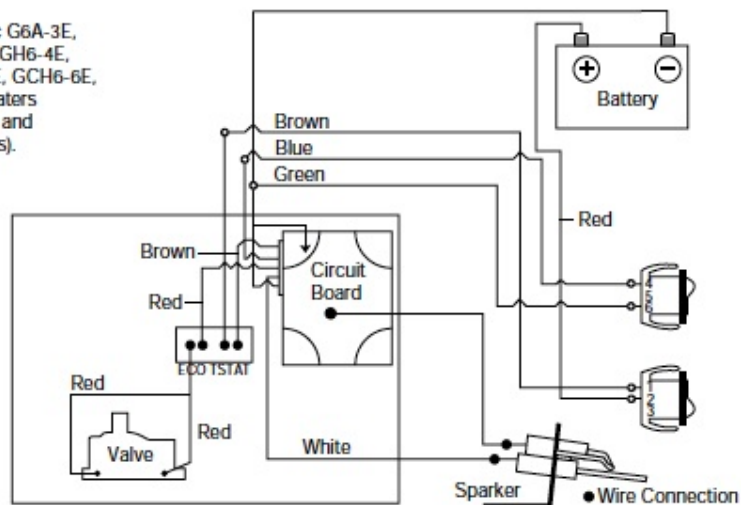 G6A-3E,
GH6-4E,
, GCH6-6E,
aters
and
s).
Battery
Brown
Blue
Green
Red
Brown
Red
Circuit
Board
4
5
6
ECO TSTAT
1
2
3
Red
Valve
Red
White
Sparker
Wire Connection